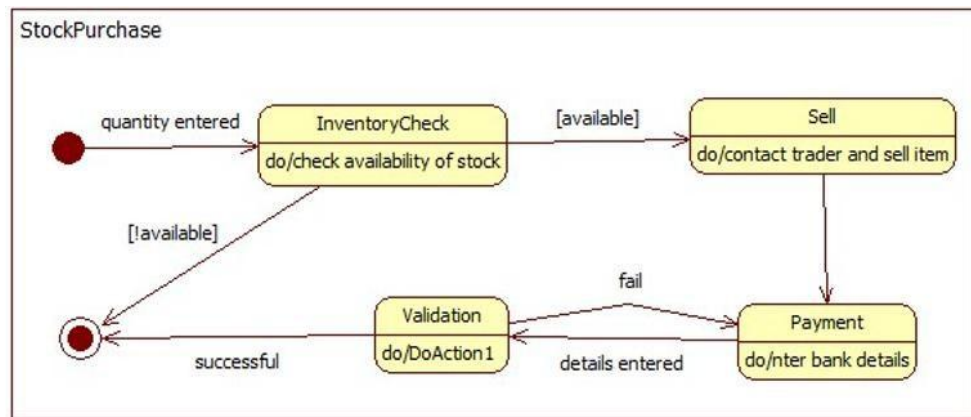 StockPurchase
quantity entered
InventoryCheck
do/check availability of stock
[available]
Sell
do/contact trader and sell item
[!available]
fail
Validation
do/DoAction1
Payment
do/nter bank details
successful
details entered